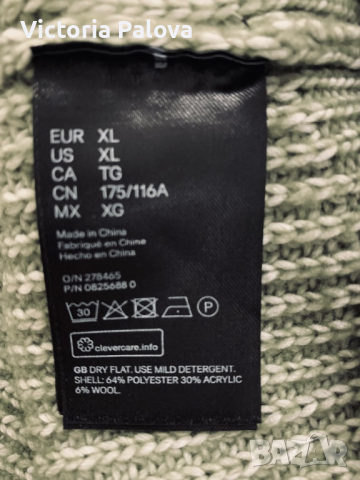 Victoria Palova
EUR XL
US XL
CA TG
CN 175/116A
MX XG
Made in China
Fabriqué en Chine
Hecho en China
O/N 278465
P/N 0825688 0
30 P
clevercare.info
GB DRY FLAT. USE MILD DETERGENT.
SHELL: 64% POLYESTER 30% ACRYLIC
6% WOOL.
BAZAR